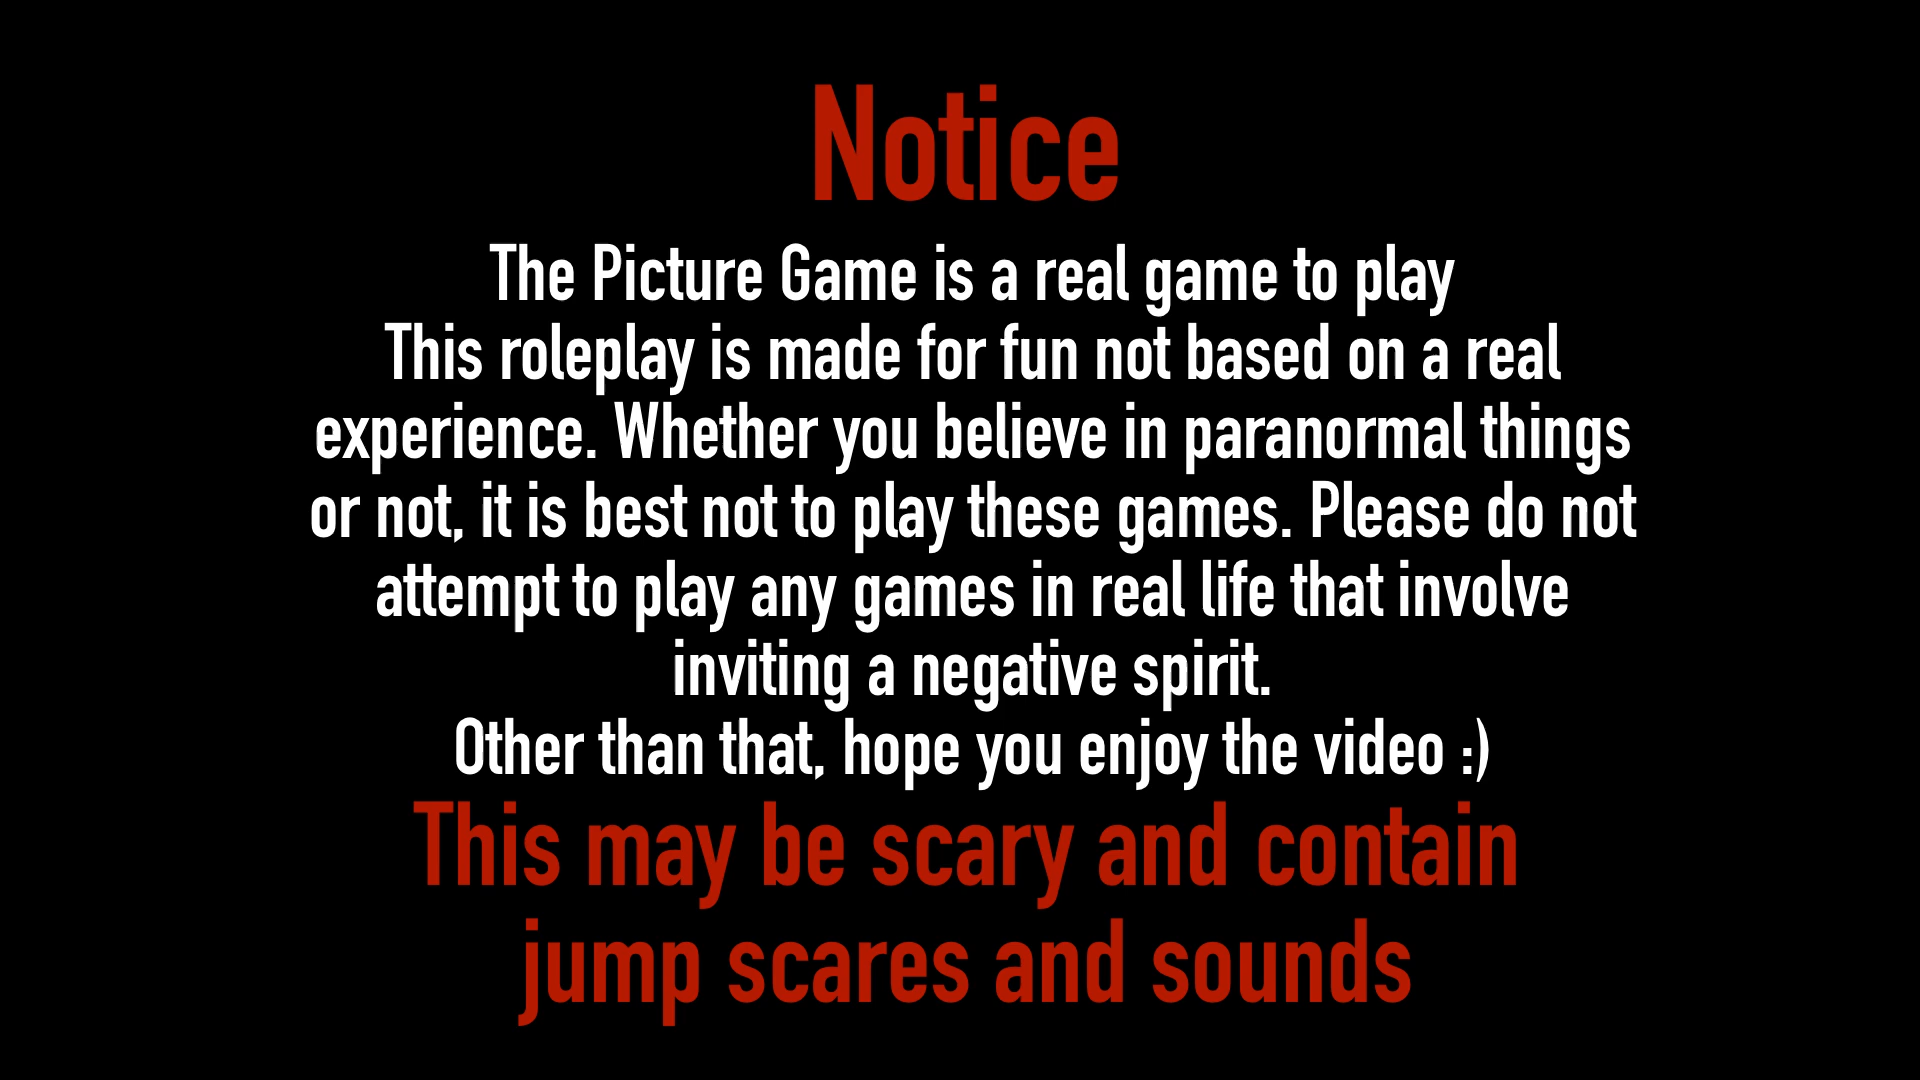 Notice
The Picture Game is a real game to play
This roleplay is made for fun not based on a real
experience. Whether you believe in paranormal things
or not, it is best not to play these games. Please do not
attempt to play any games in real life that involve
inviting a negative spirit.
Other than that, hope you enjoy the video :)
This may be scary and contain
jump scares and sounds